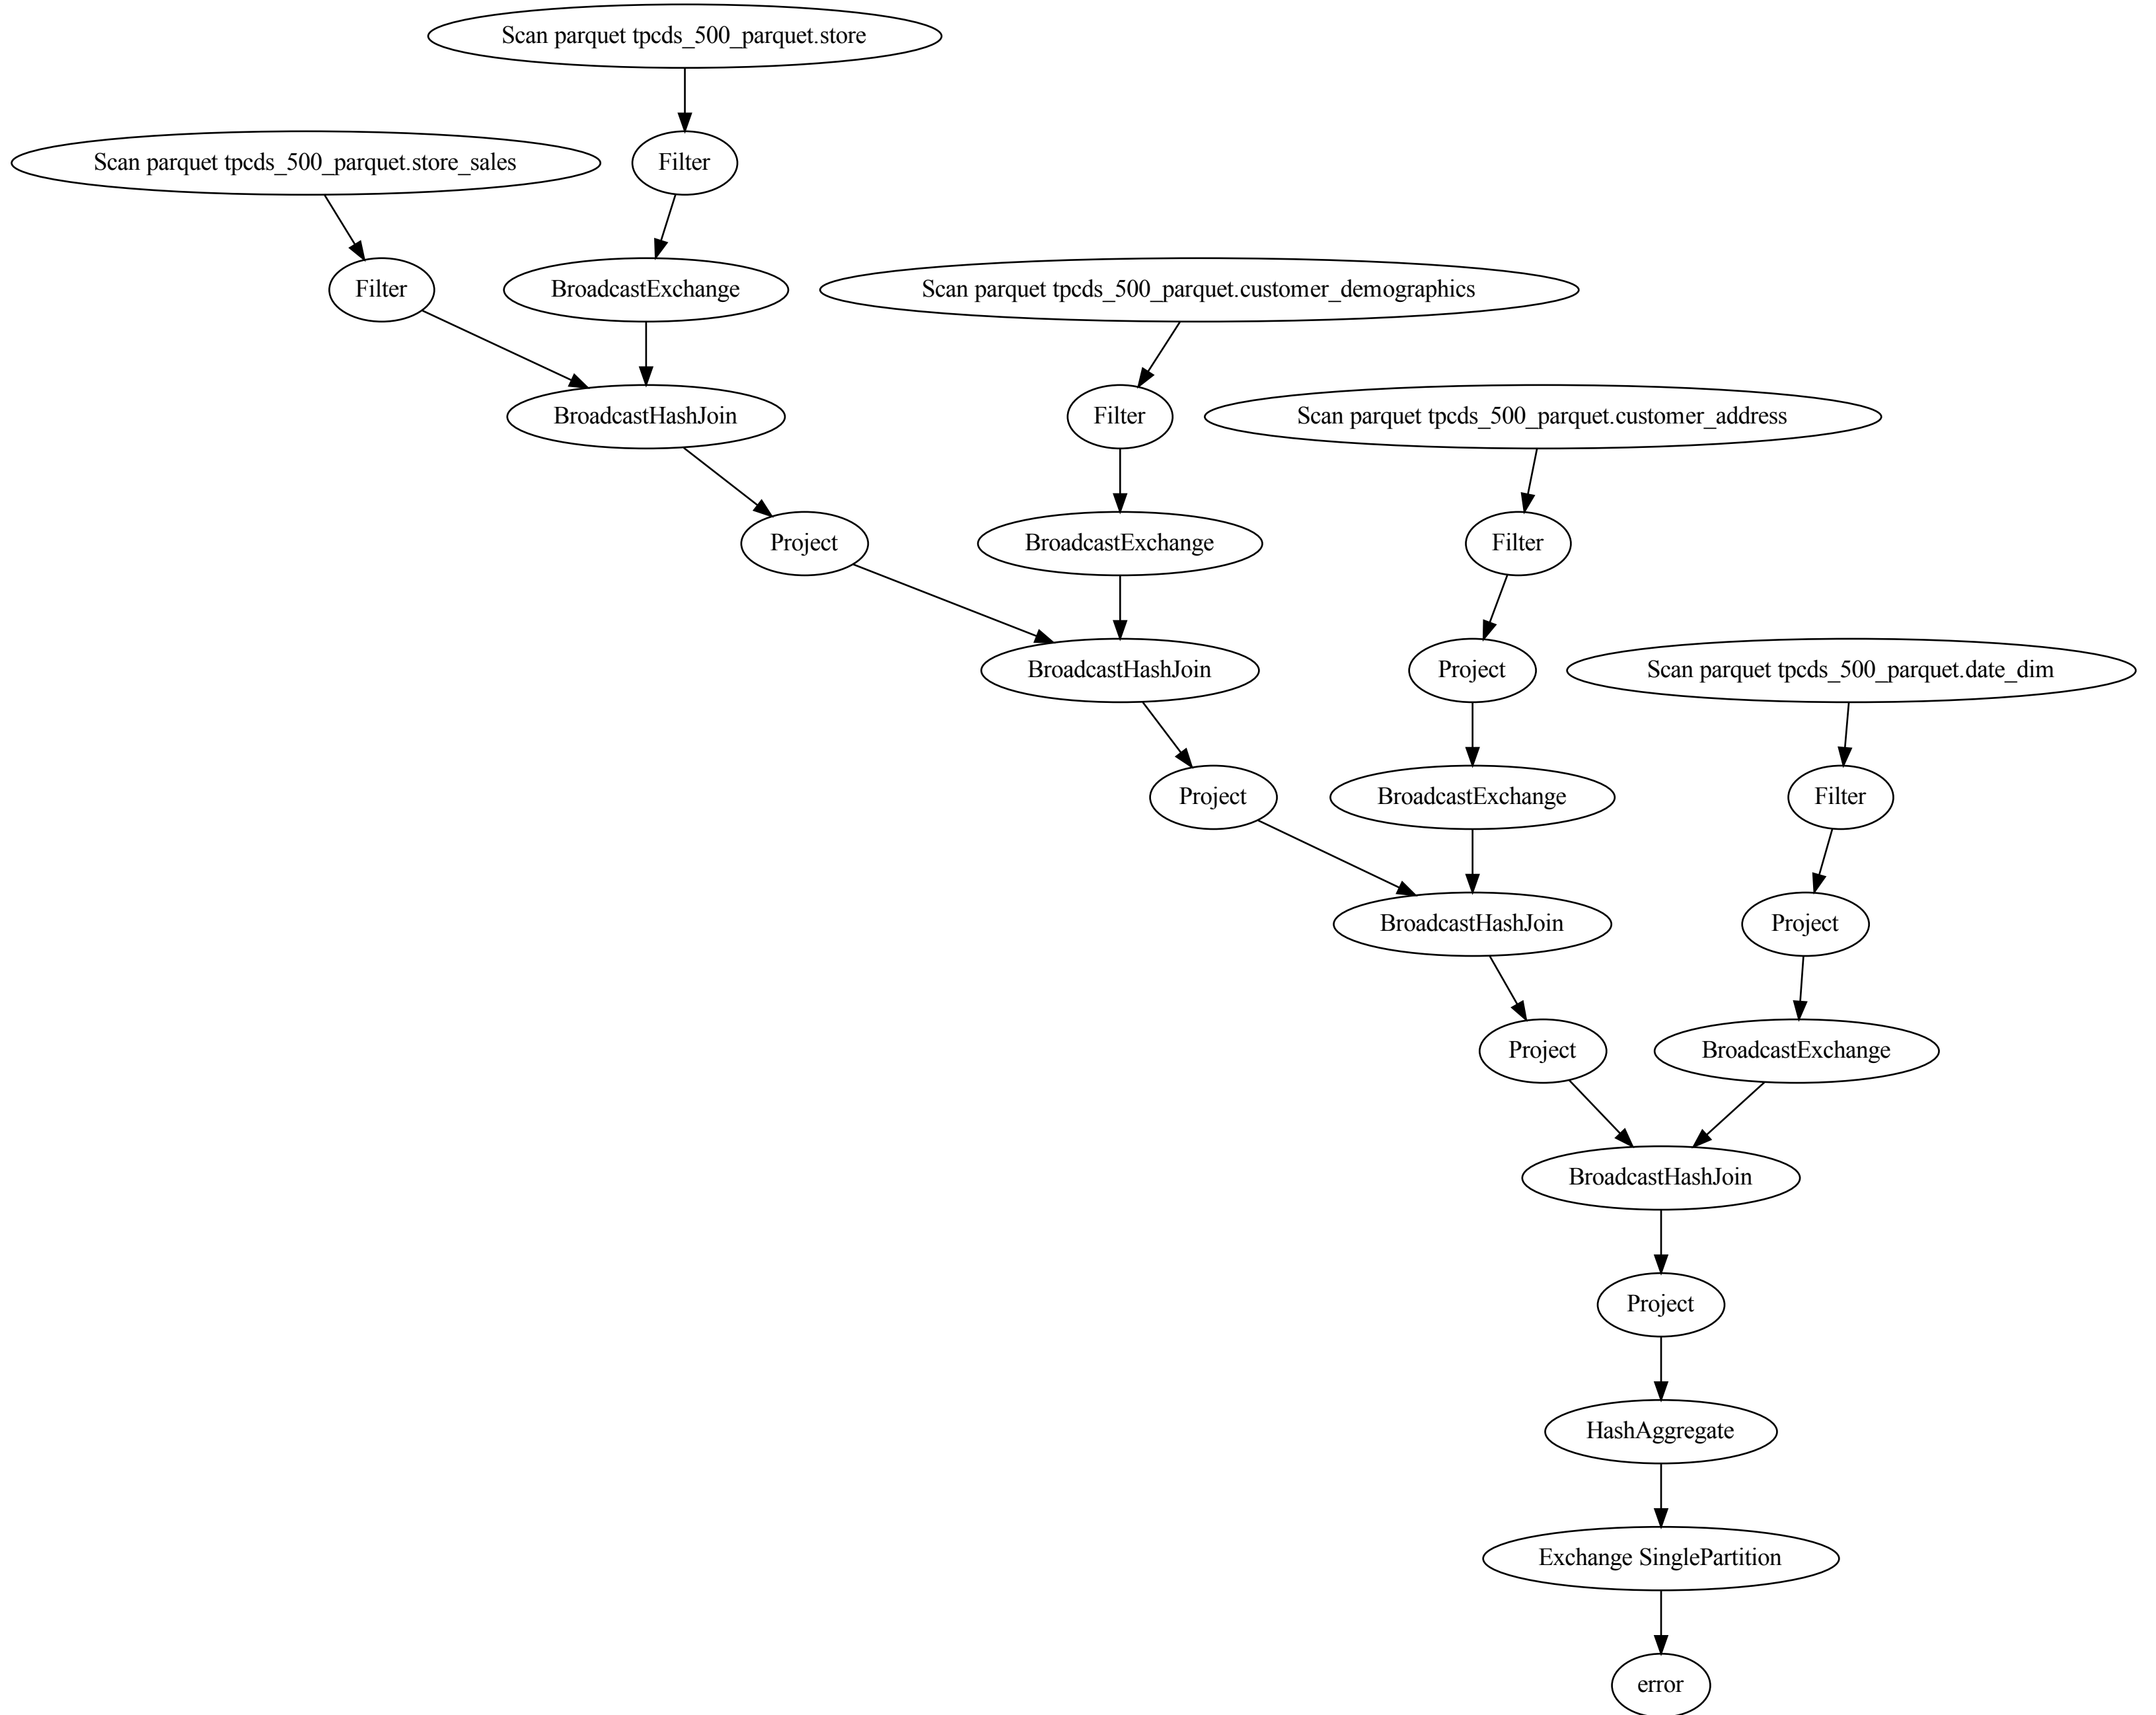 Scan parquet tpcds_500_parquet.store
Scan parquet tpcds_500_parquet.store_sales
Filter
Filter
BroadcastExchange
Scan parquet tpcds_500_parquet.customer_demographics
BroadcastHashJoin
Filter
Scan parquet tpcds_500_parquet.customer_address
Project
BroadcastExchange
Filter
BroadcastHashJoin
Project
Scan parquet tpcds_500_parquet.date_dim
Project
BroadcastExchange
Filter
BroadcastHashJoin
Project
Project
BroadcastExchange
BroadcastHashJoin
Project
HashAggregate
Exchange SinglePartition
error